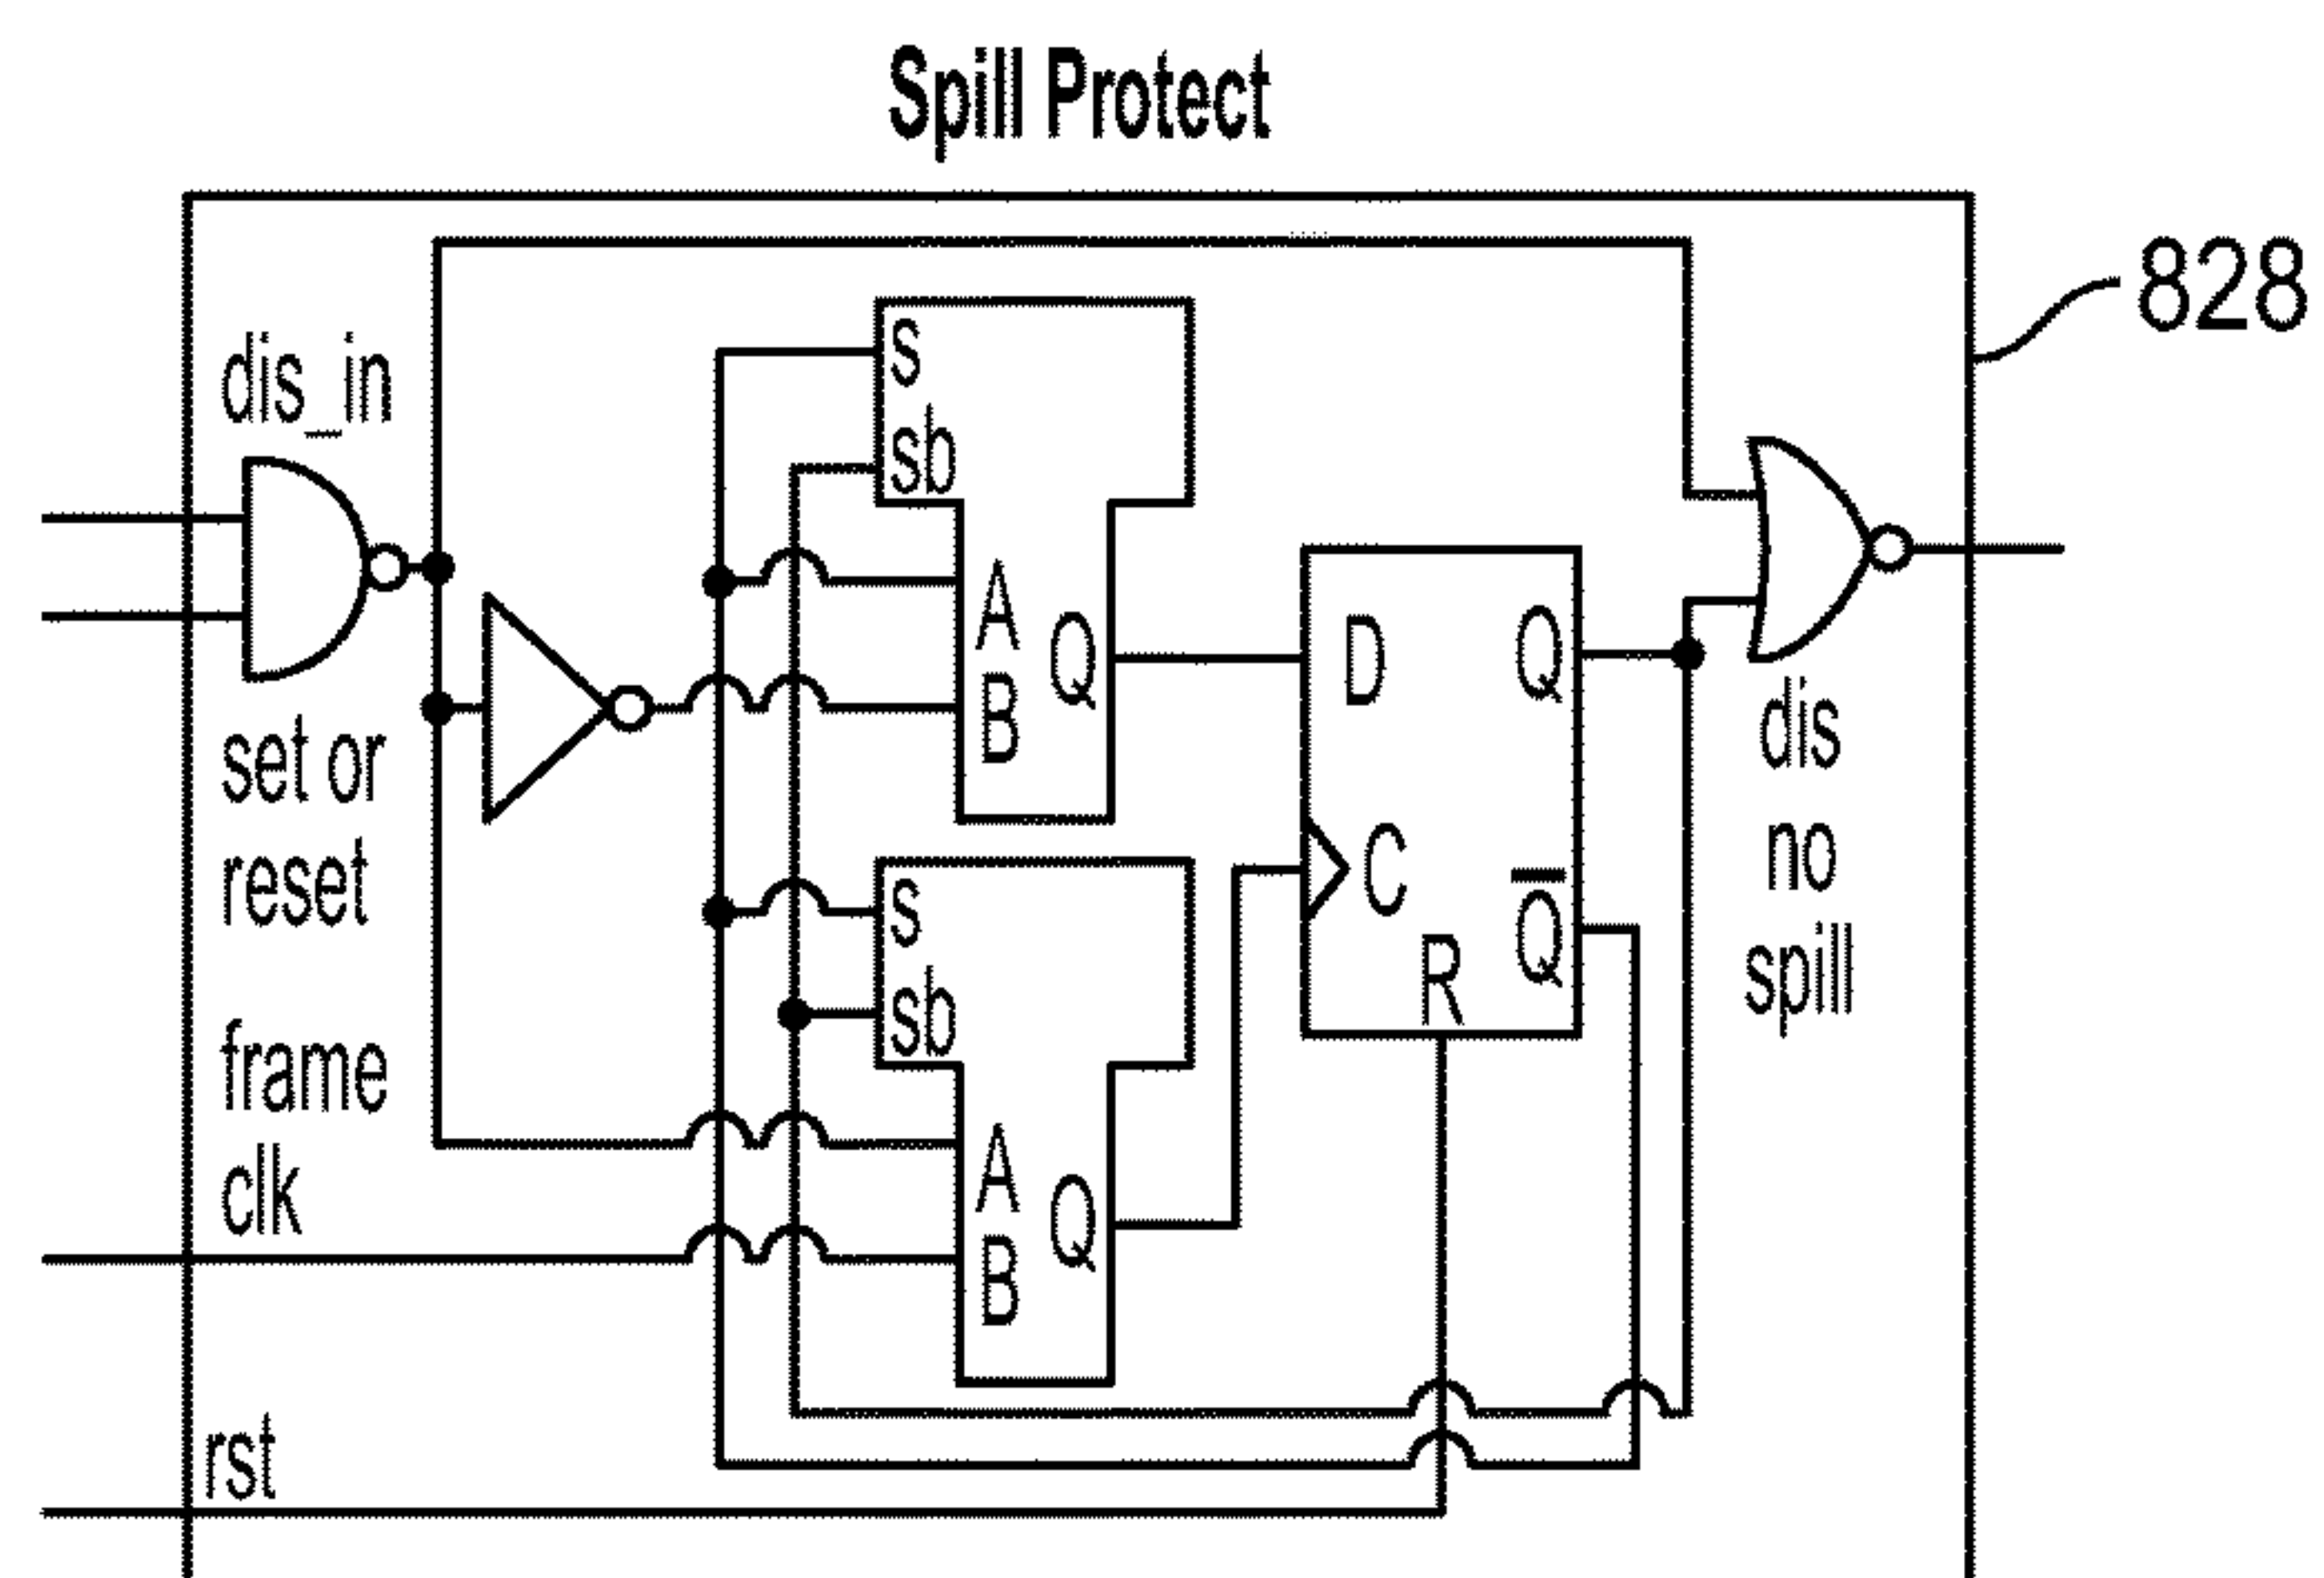 Spill Protect
828
dis_in
set or
reset
frame
clk
rst
s
sb
A
B
Q
s
sb
A
B
Q
D
C
R
Q
Q̅
dis
no
spill